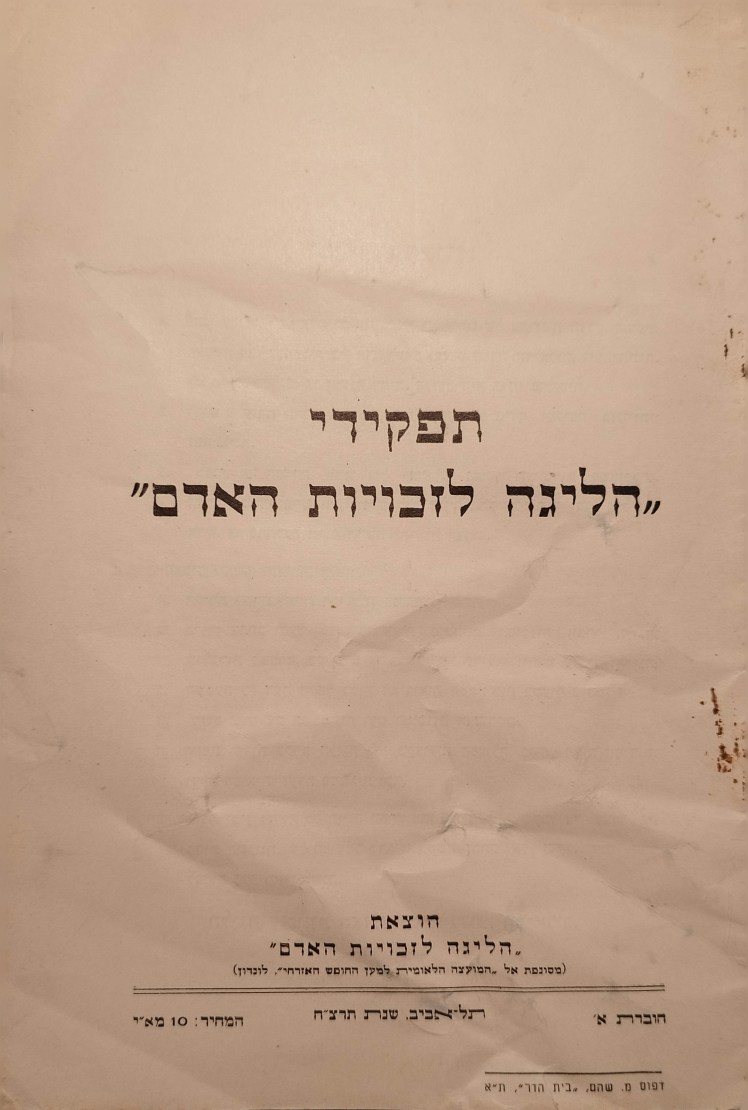 תפקידי
„הליגה לזכויות האדם״
הוצאת
„הליגה לזכויות האדם״
(מסונפת אל „המועצה הלאומית למען החופש האזרחי״, לונדון)
חוברת א׳ תל־אביב, שנת תרצ״ח המחיר: 10 מא״י
דפוס מ. שהם, „בית הדר״, ת״א